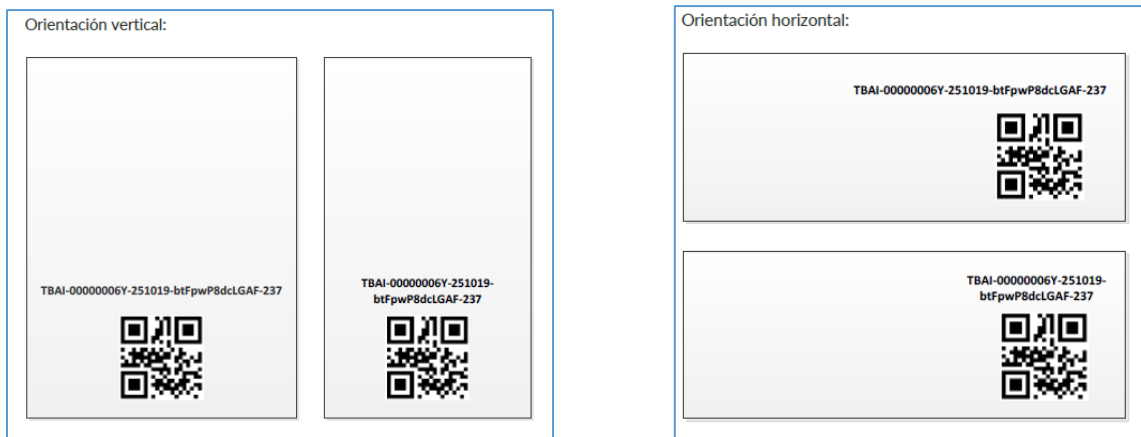 Orientación vertical:
TBAI-00000006Y-251019-btFpwP8dcLGAF-237
TBAI-00000006Y-251019-
btFpwP8dcLGAF-237
Orientación horizontal:
TBAI-00000006Y-251019-btFpwP8dcLGAF-237
TBAI-00000006Y-251019-
btFpwP8dcLGAF-237